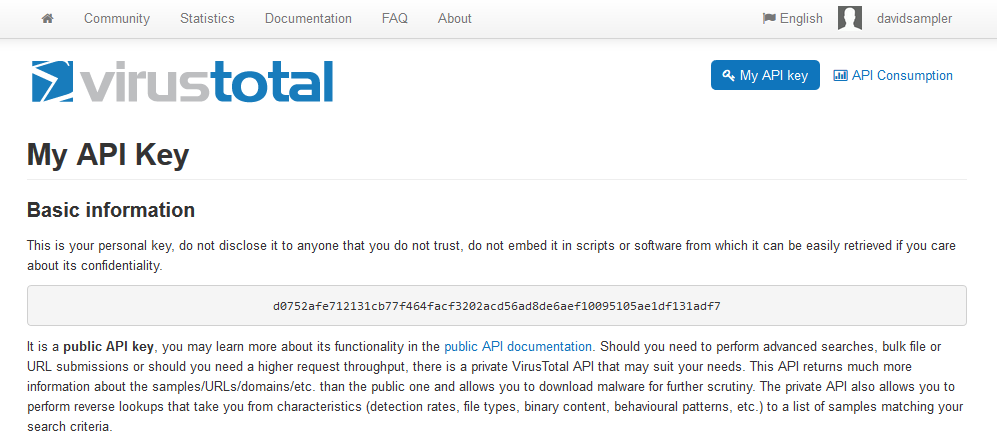 Community Statistics Documentation FAQ About English davidsampler
virustotal My API key API Consumption
My API Key
Basic information
This is your personal key, do not disclose it to anyone that you do not trust, do not embed it in scripts or software from which it can be easily retrieved if you care
about its confidentiality.
d0752afe712131cb77f464facf3202acd56ad8de6aef10095105ae1df131adf7
It is a public API key, you may learn more about its functionality in the public API documentation. Should you need to perform advanced searches, bulk file or
URL submissions or should you need a higher request throughput, there is a private VirusTotal API that may suit your needs. This API returns much more
information about the samples/URLs/domains/etc. than the public one and allows you to download malware for further scrutiny. The private API also allows you to
perform reverse lookups that take you from characteristics (detection rates, file types, binary content, behavioural patterns, etc.) to a list of samples matching your
search criteria.